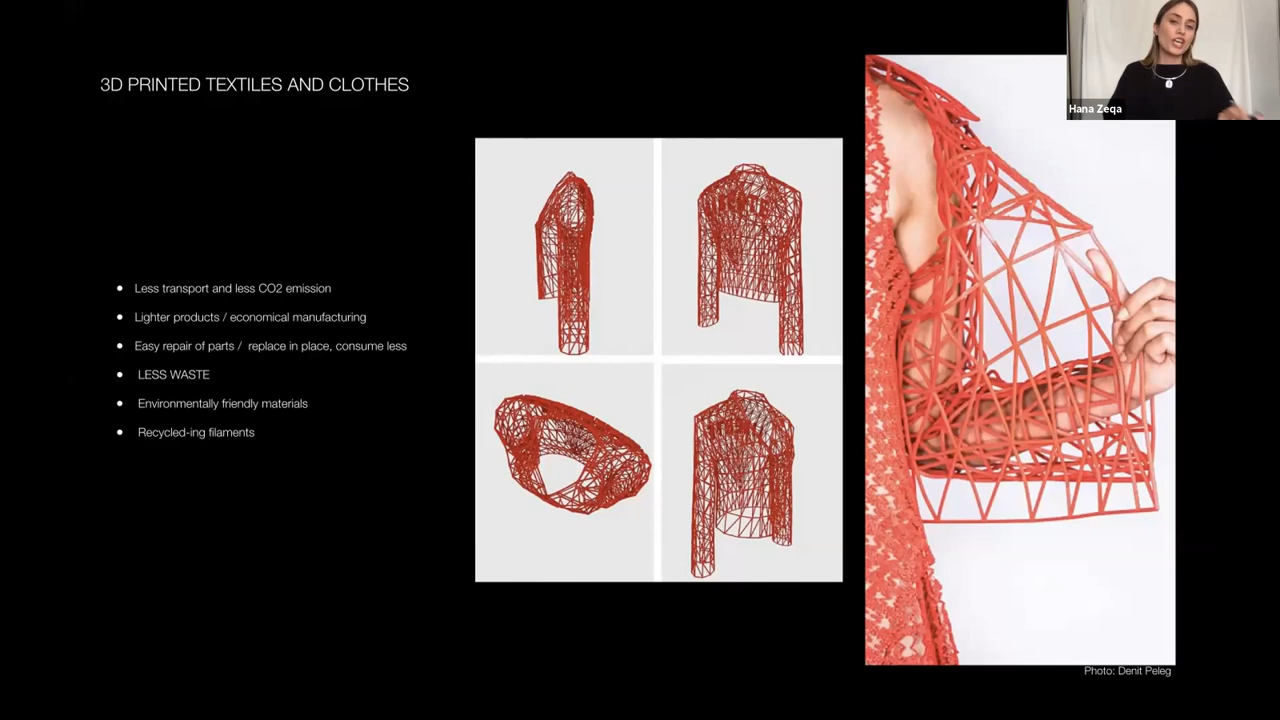 3D PRINTED TEXTILES AND CLOTHES
Hana Zeqa
● Less transport and less CO2 emission
● Lighter products / economical manufacturing
● Easy repair of parts / replace in place, consume less
● LESS WASTE
● Environmentally friendly materials
● Recycled-ing filaments
Photo: Denit Peleg